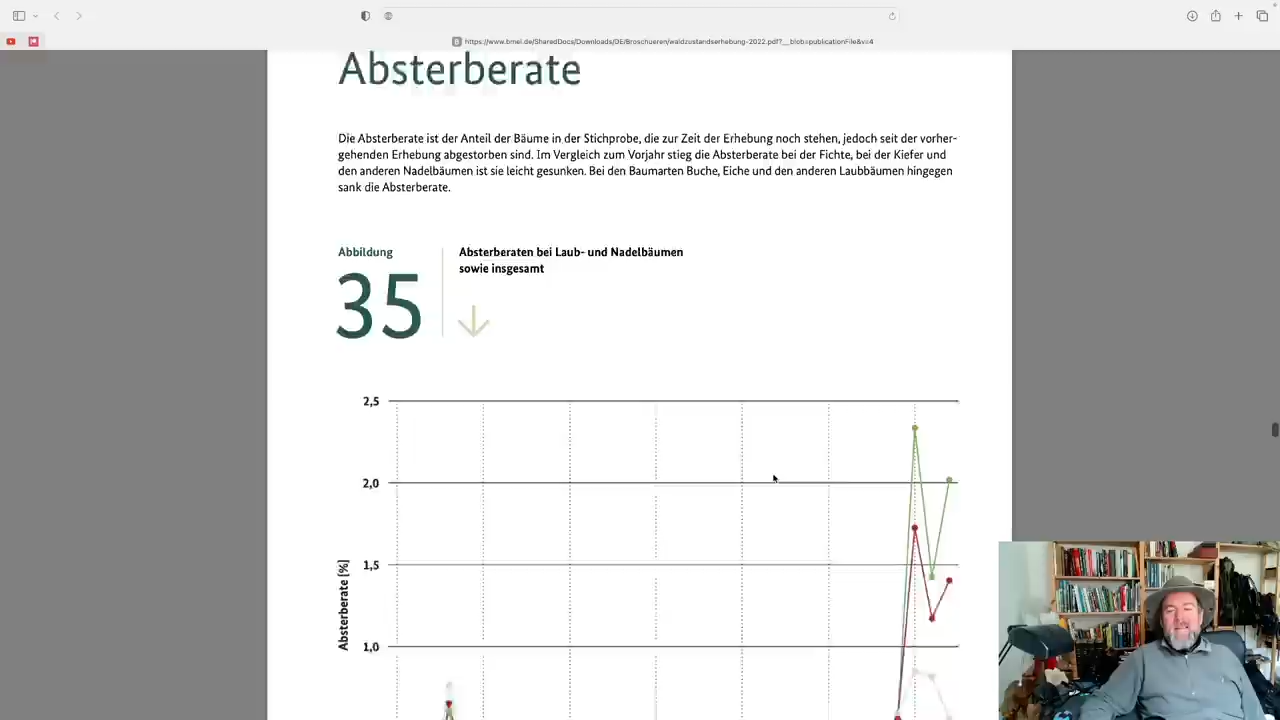 https://www.bmel.de/SharedDocs/Downloads/DE/Broschueren/waldzustandserhebung-2022.pdf?__blob=publicationFile&v=4
Absterberate
Die Absterberate ist der Anteil der Bäume in der Stichprobe, die zur Zeit der Erhebung noch stehen, jedoch seit der vorher-
gehenden Erhebung abgestorben sind. Im Vergleich zum Vorjahr stieg die Absterberate bei der Fichte, bei der Kiefer und
den anderen Nadelbäumen ist sie leicht gesunken. Bei den Baumarten Buche, Eiche und den anderen Laubbäumen hingegen
sank die Absterberate.
Abbildung
35
Absterberaten bei Laub- und Nadelbäumen
sowie insgesamt
2,5
2,0
1,5
1,0
Absterberate [%]